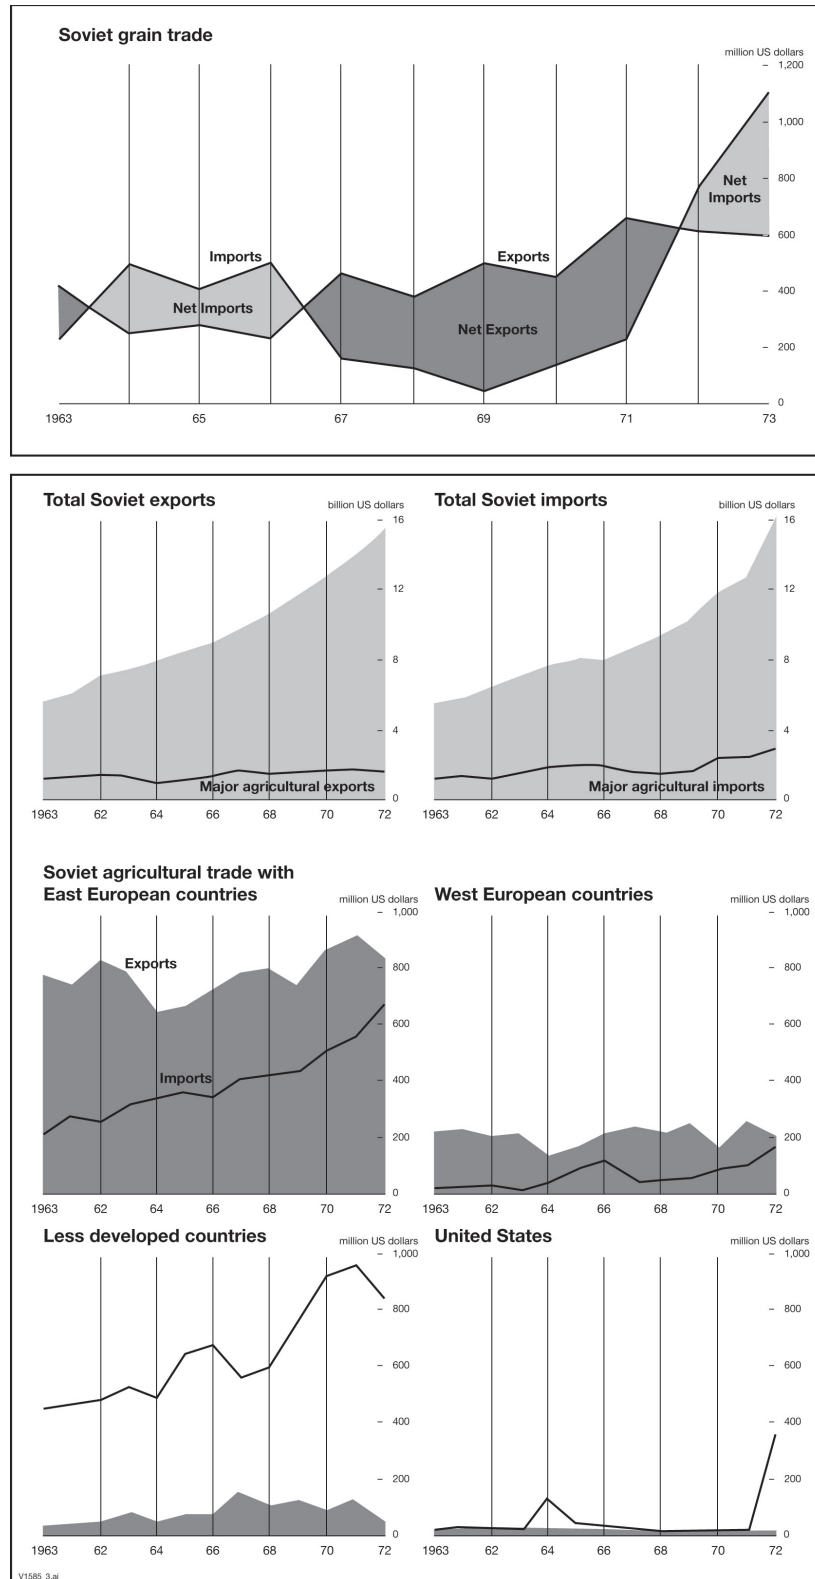 Soviet grain trade
million US dollars
1,200
1,000
800
600
400
200
0
Net
Imports
Imports
Exports
Net Imports
Net Exports
1963 65 67 69 71 73
Total Soviet exports
billion US dollars
16
12
8
4
0
Major agricultural exports
1963 62 64 66 68 70 72
Total Soviet imports
billion US dollars
16
12
8
4
0
Major agricultural imports
1963 62 64 66 68 70 72
Soviet agricultural trade with
East European countries
million US dollars
1,000
800
600
400
200
0
Exports
Imports
1963 62 64 66 68 70 72
West European countries
million US dollars
1,000
800
600
400
200
0
1963 62 64 66 68 70 72
Less developed countries
million US dollars
1,000
800
600
400
200
0
1963 62 64 66 68 70 72
United States
million US dollars
1,000
800
600
400
200
0
1963 62 64 66 68 70 72
V1585_3.ai